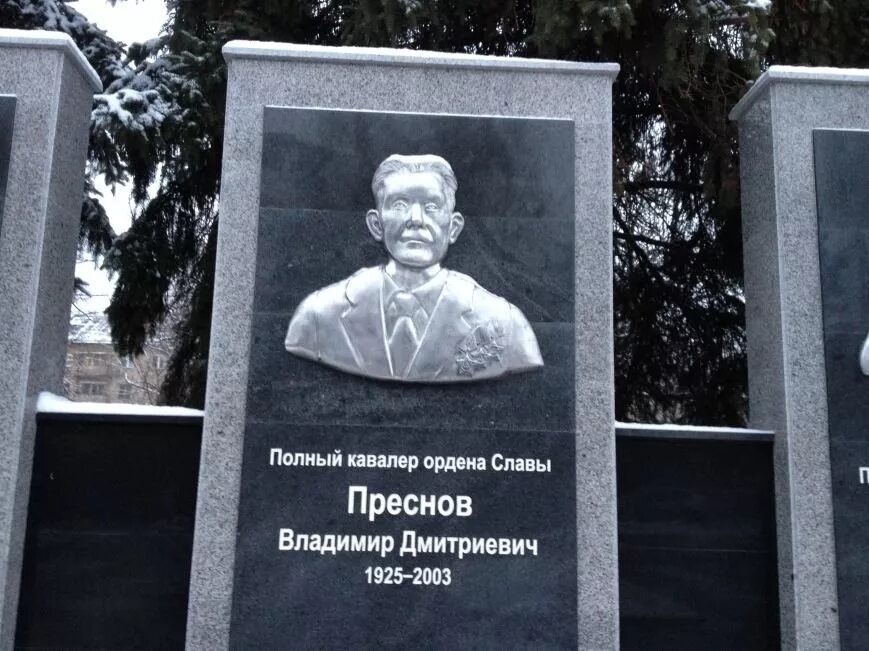 Полный кавалер ордена Славы
Преснов
Владимир Дмитриевич
1925–2003